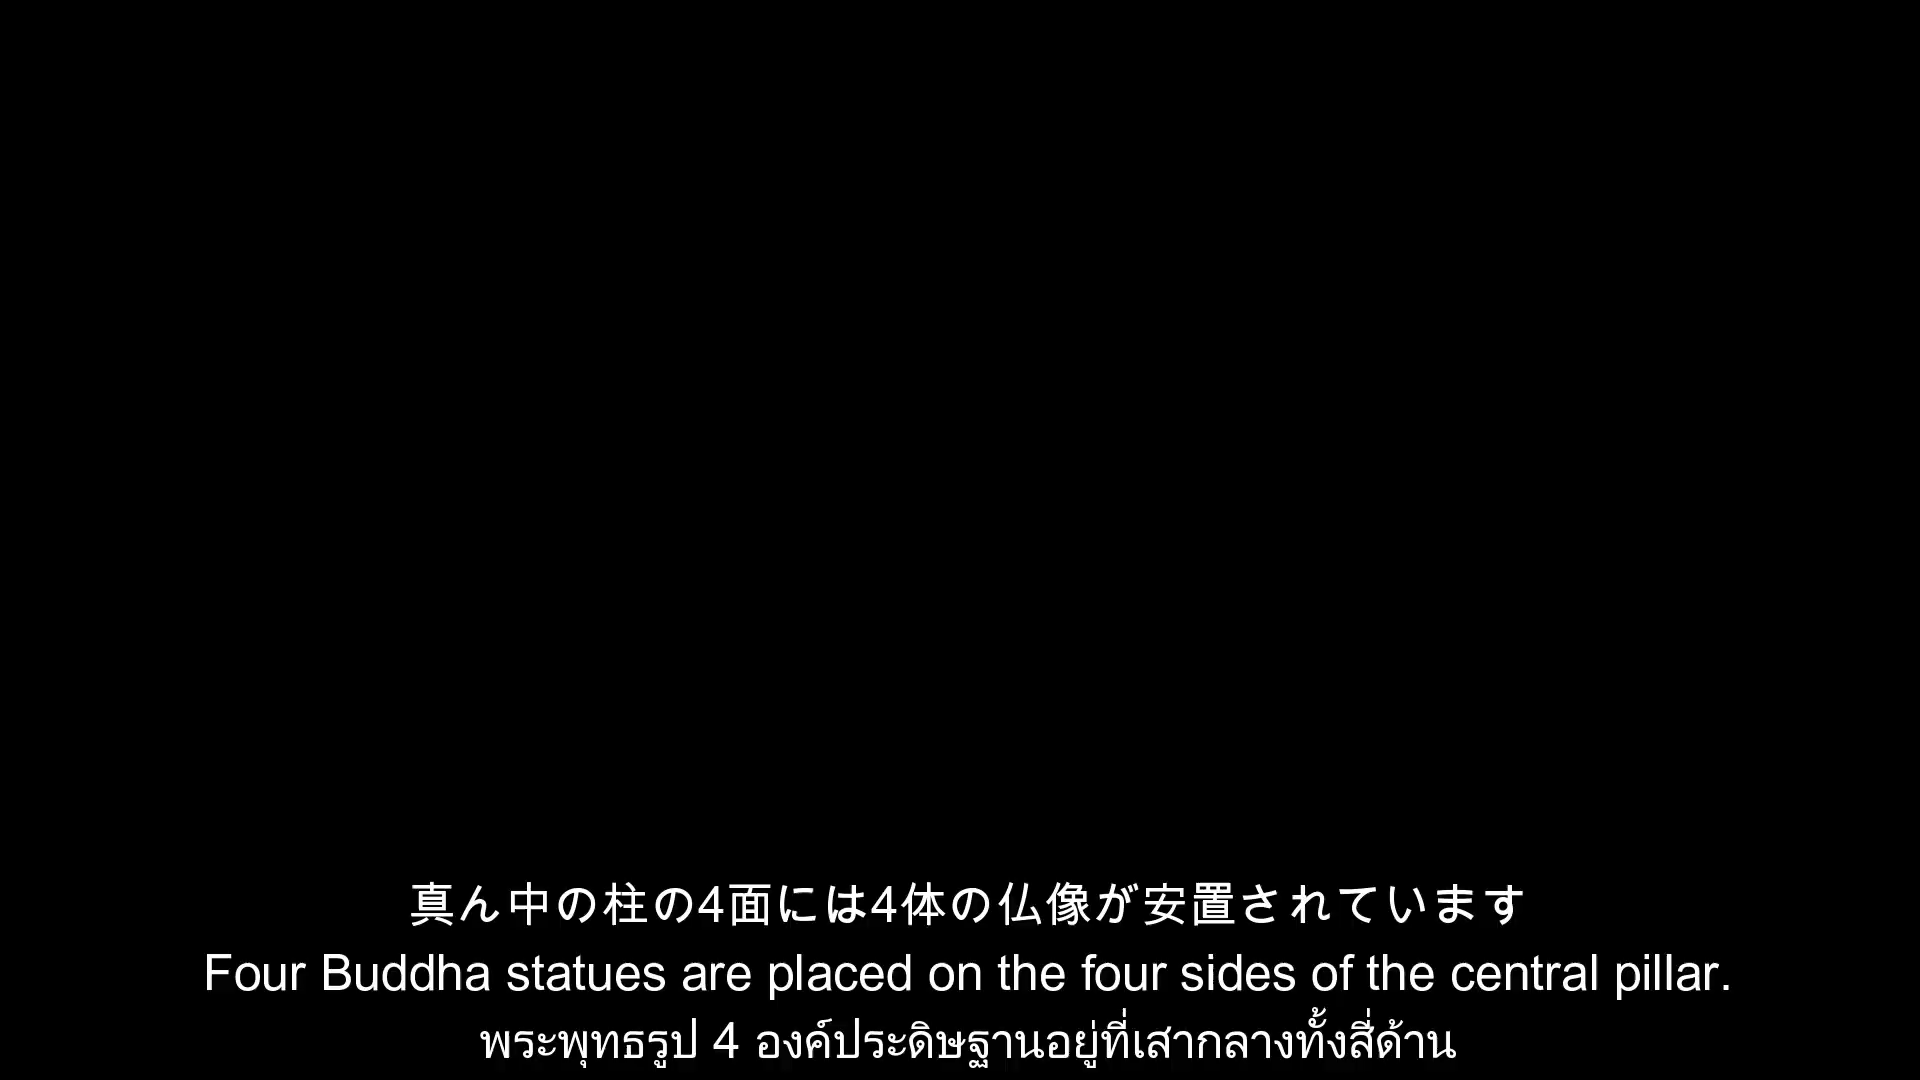 真ん中の柱の4面には4体の仏像が安置されています
Four Buddha statues are placed on the four sides of the central pillar.
พระพุทธรูป 4 องค์ประดิษฐานอยู่ที่เสากลางทั้งสี่ด้าน